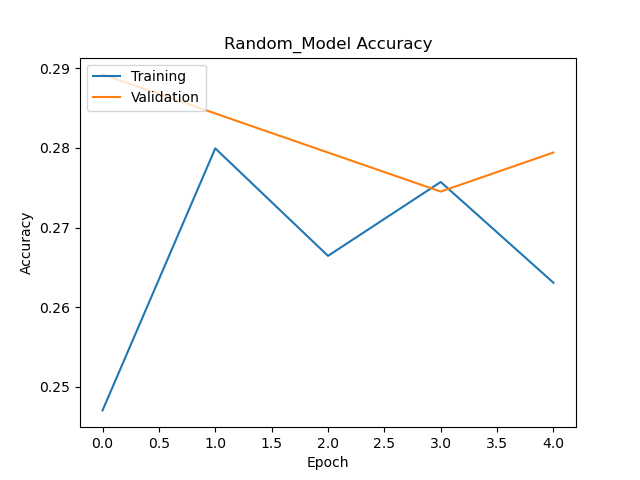 Random_Model Accuracy
0.29
0.28
0.27
0.26
0.25
Accuracy
Training
Validation
0.0 0.5 1.0 1.5 2.0 2.5 3.0 3.5 4.0
Epoch